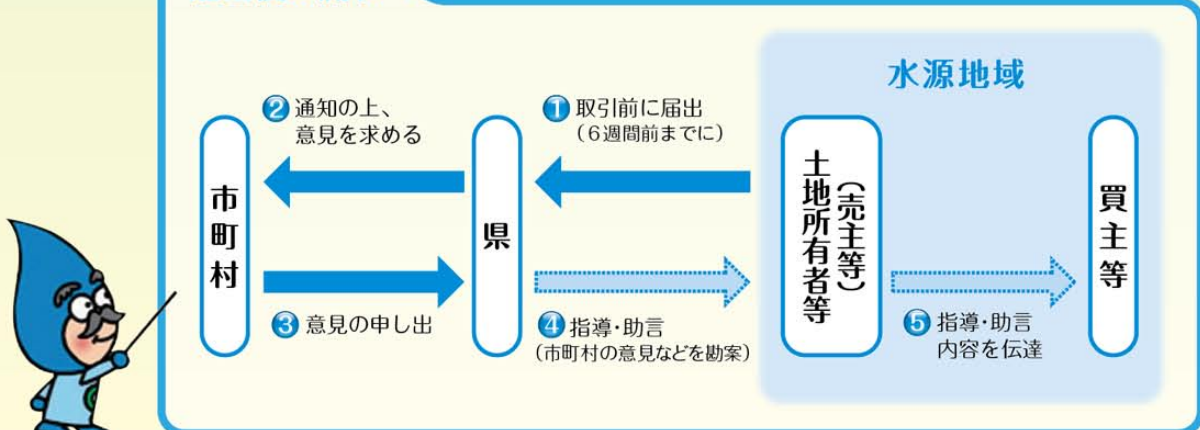 水源地域
② 通知の上、
意見を求める
① 取引前に届出
(6週間前までに)
市町村
県
土地所有者等
(売主等)
買主等
③ 意見の申し出
④ 指導・助言
(市町村の意見などを勘案)
⑤ 指導・助言
内容を伝達